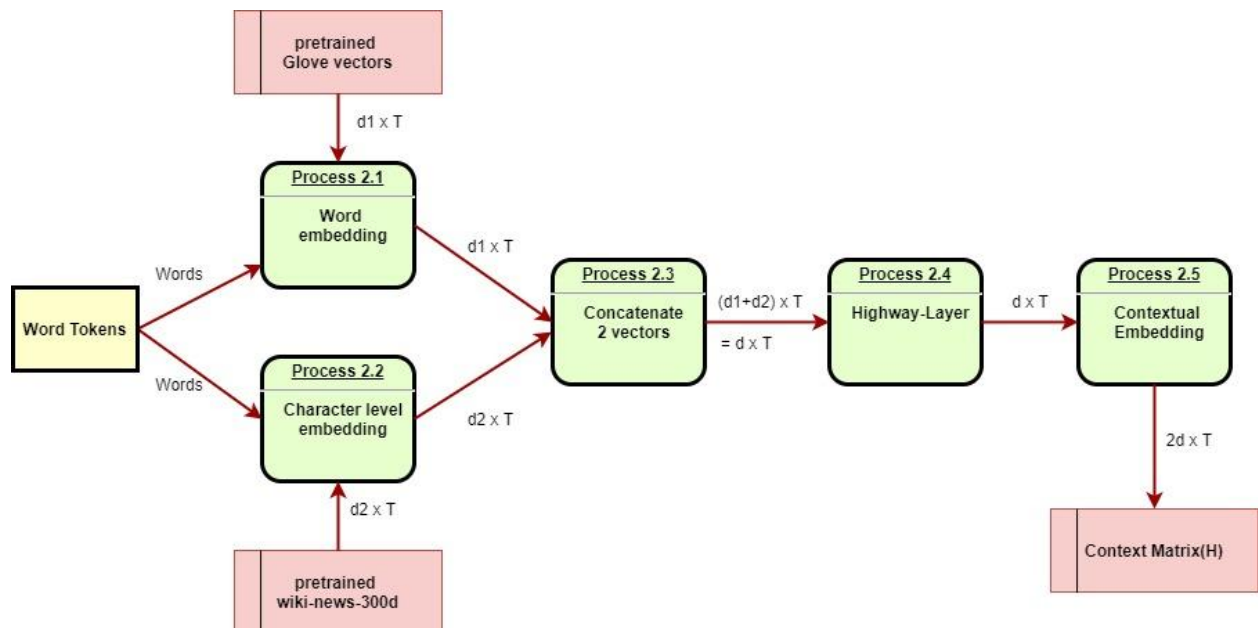 pretrained
Glove vectors
d1 x T
Process 2.1
Word
embedding
d1 x T
Words
Word Tokens
Words
Process 2.2
Character level
embedding
d2 x T
d2 x T
pretrained
wiki-news-300d
Process 2.3
Concatenate
2 vectors
(d1+d2) x T
= d x T
Process 2.4
Highway-Layer
d x T
Process 2.5
Contextual
Embedding
2d x T
Context Matrix(H)